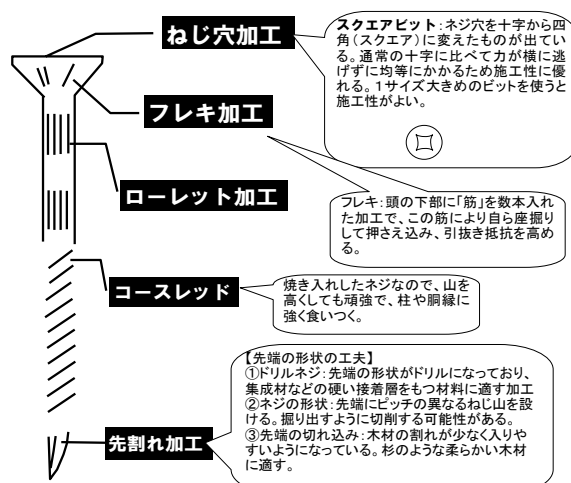 ねじ穴加工
スクエアビット：ネジ穴を十字から四
角（スクエア）に変えたものが出てい
る。通常の十字に比べて力が横に逃
げずに均等にかかるため施工性に優
れる。１サイズ大きめのビットを使うと
施工性がよい。
フレキ加工
フレキ：頭の下部に「筋」を数本入れ
た加工で、この筋により自ら座掘り
して押さえ込み、引抜き抵抗を高め
る。
ローレット加工
コースレッド
焼き入れしたネジなので、山を
高くしても頑強で、柱や胴縁に
強く食いつく。
先割れ加工
【先端の形状の工夫】
①ドリルネジ：先端の形状がドリルになっており、
集成材などの硬い接着層をもつ材料に適す加工
②ネジの形状：先端にピッチの異なるねじ山を設
ける。掘り出すように切削する可能性がある。
③先端の切れ込み：木材の割れが少なく入りや
すいようになっている。杉のような柔らかい木材
に適す。